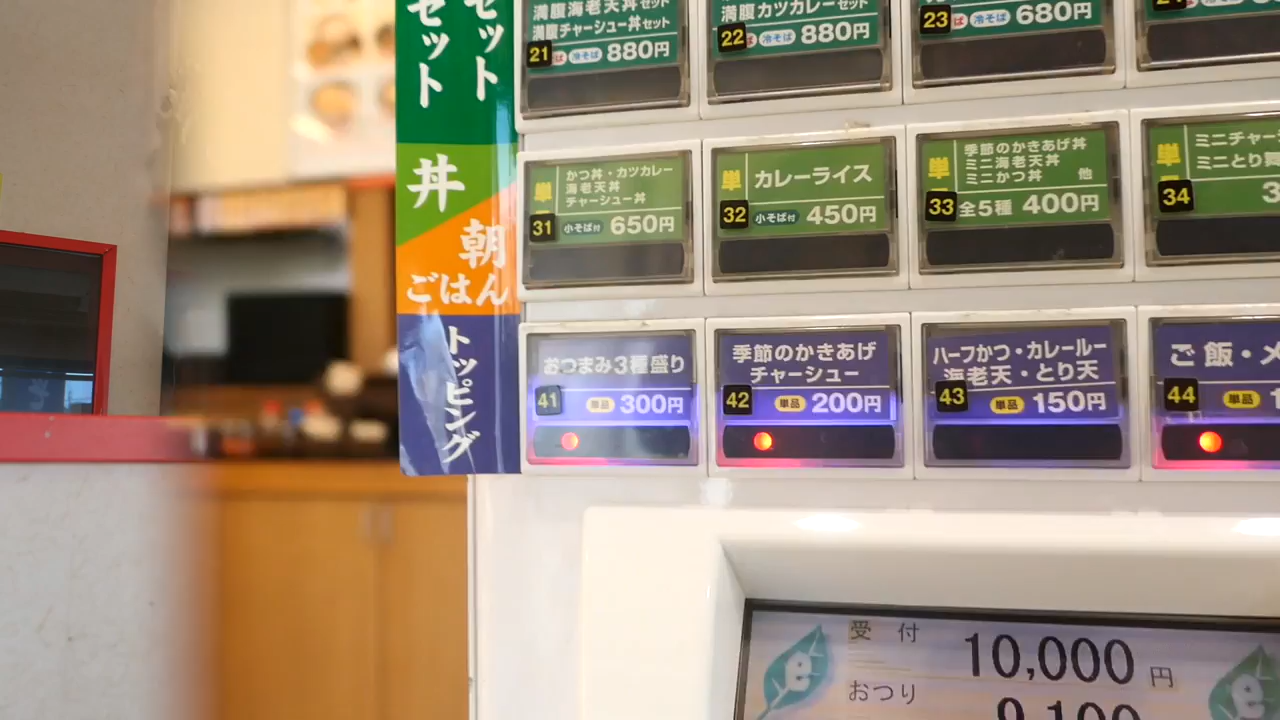 セット
セット
丼
朝
ごはん
トッピング
満腹海老天丼セット
満腹チャーシュー丼セット
21 冷そば 880円
満腹カツカレーセット
22 ば 冷そば 880円
23 ば 冷そば 680円
単
かつ丼・カツカレー
海老天丼
チャーシュー丼
31 小そば付 650円
単 カレーライス
32 小そば付 450円
単
季節のかきあげ丼
ミニ海老天丼
ミニかつ丼 他
33 全5種 400円
単
ミニチャー
ミニとり
34 3
おつまみ3種盛り
41 単品 300円
季節のかきあげ
チャーシュー
42 単品 200円
ハーフかつ・カレールー
海老天・とり天
43 単品 150円
ご飯・メ
44 単品 1
受付 10,000円
おつり 9,100
e
e